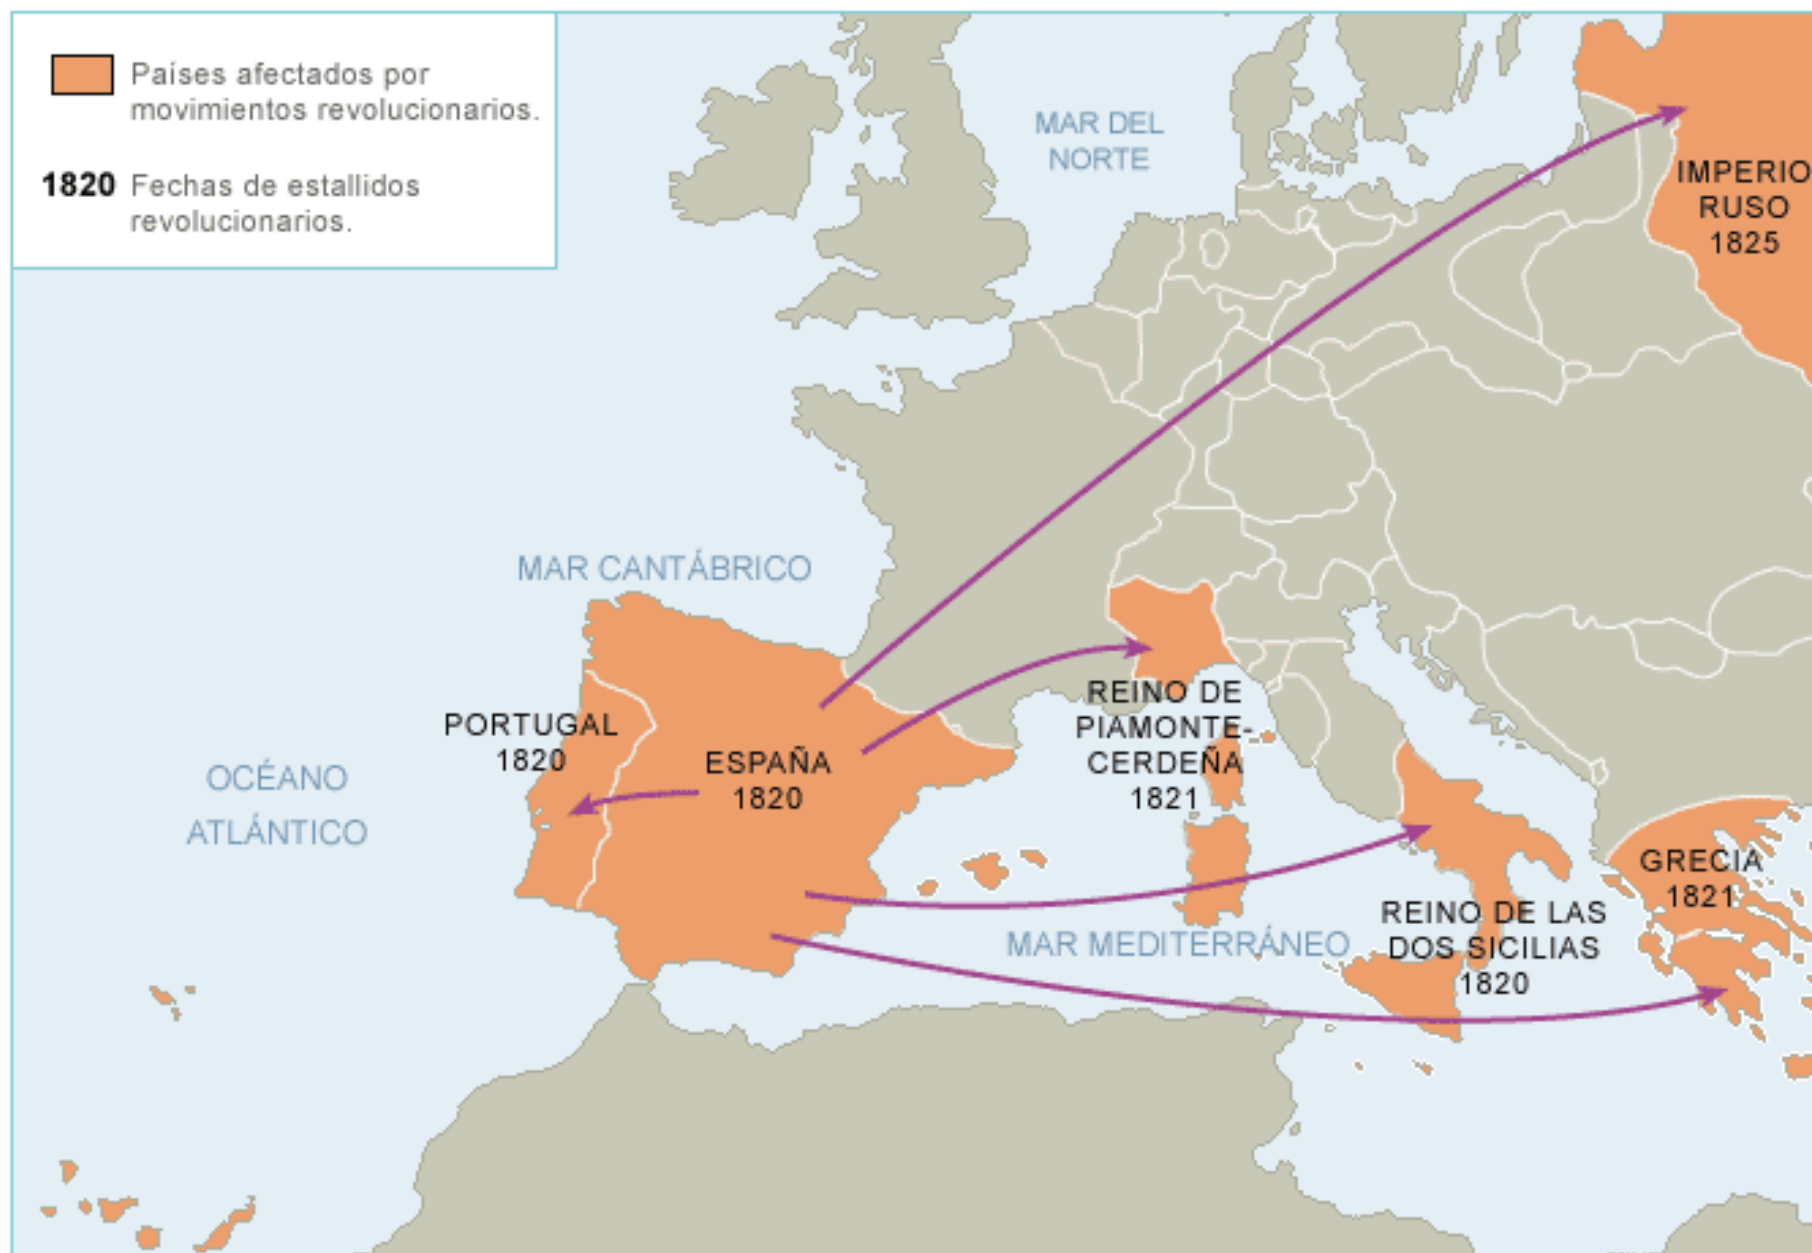 Países afectados por
movimientos revolucionarios.
1820 Fechas de estallidos
revolucionarios.
MAR DEL
NORTE
IMPERIO
RUSO
1825
MAR CANTÁBRICO
PORTUGAL
1820
ESPAÑA
1820
REINO DE
PIAMONTE-
CERDEÑA
1821
OCÉANO
ATLÁNTICO
GRECIA
1821
REINO DE LAS
DOS SICILIAS
1820
MAR MEDITERRÁNEO